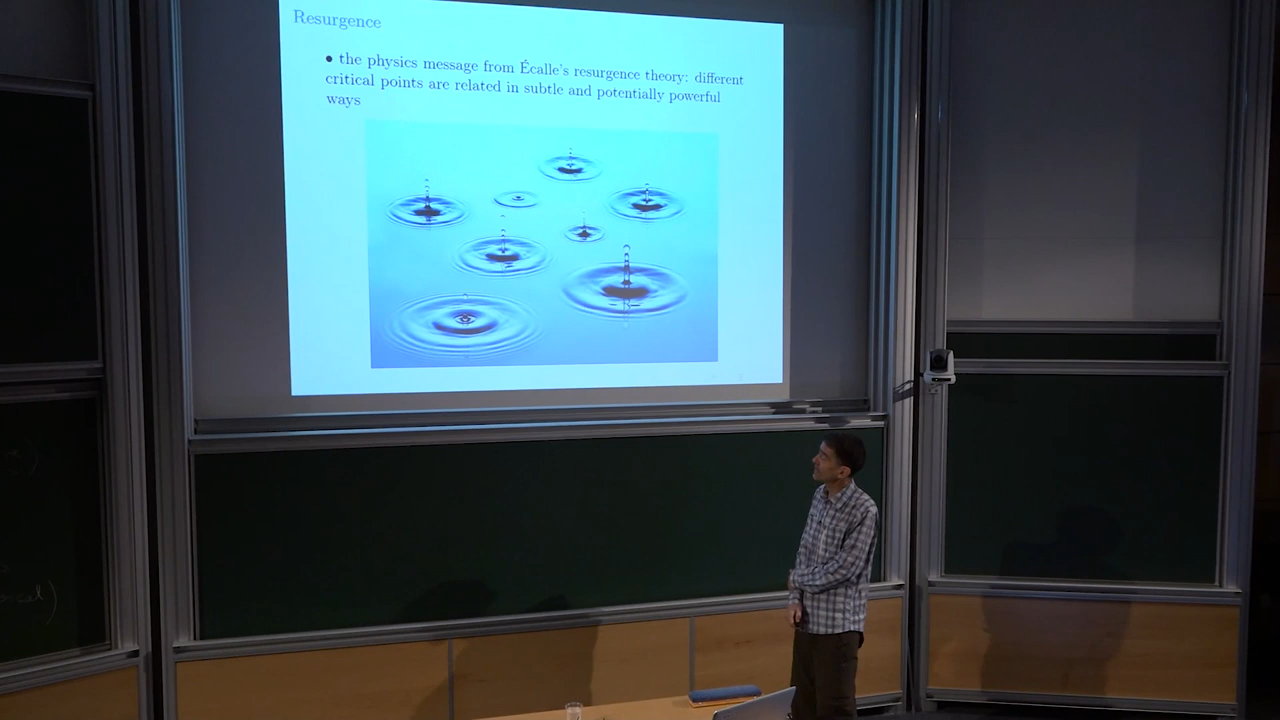 Resurgence
• the physics message from Écalle's resurgence theory: different
critical points are related in subtle and potentially powerful
ways